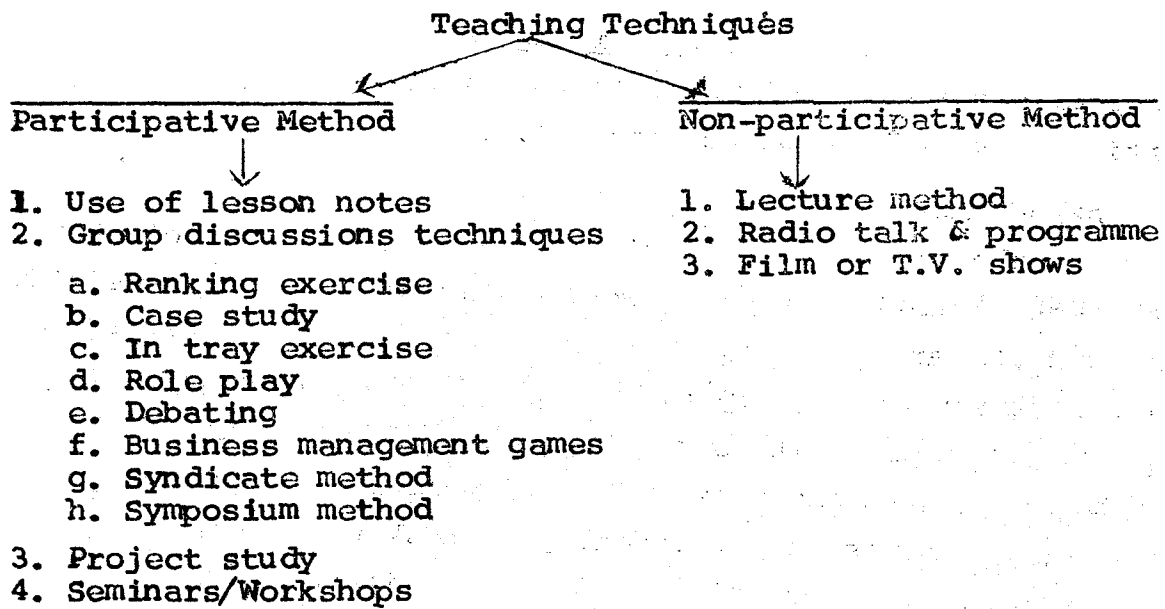 Teaching Techniques
Participative Method
1. Use of lesson notes
2. Group discussions techniques
a. Ranking exercise
b. Case study
c. In tray exercise
d. Role play
e. Debating
f. Business management games
g. Syndicate method
h. Symposium method
3. Project study
4. Seminars/Workshops
Non-participative Method
1. Lecture method
2. Radio talk & programme
3. Film or T.V. shows